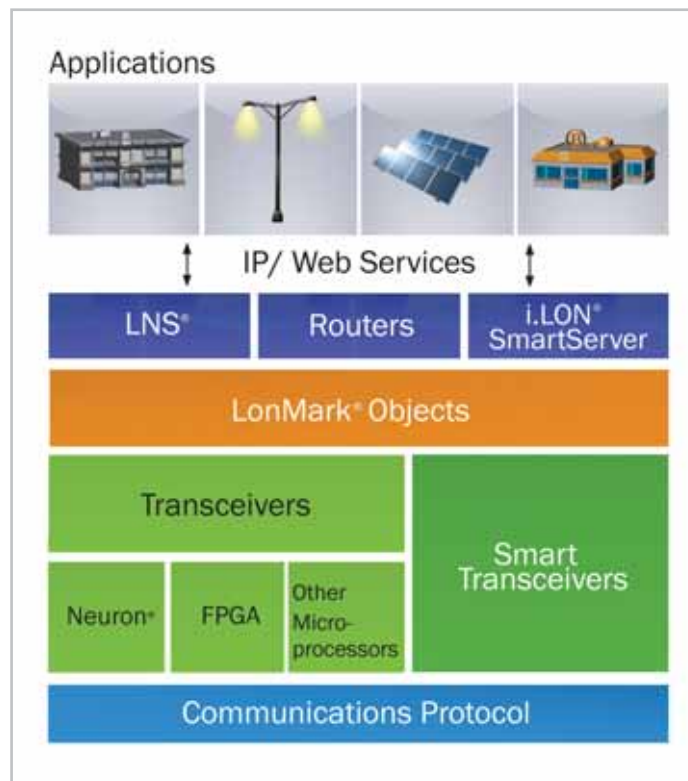 Applications
IP/ Web Services
LNS®
Routers
i.LON®
SmartServer
LonMark® Objects
Transceivers
Smart
Transceivers
Neuron®
FPGA
Other
Micro-
processors
Communications Protocol